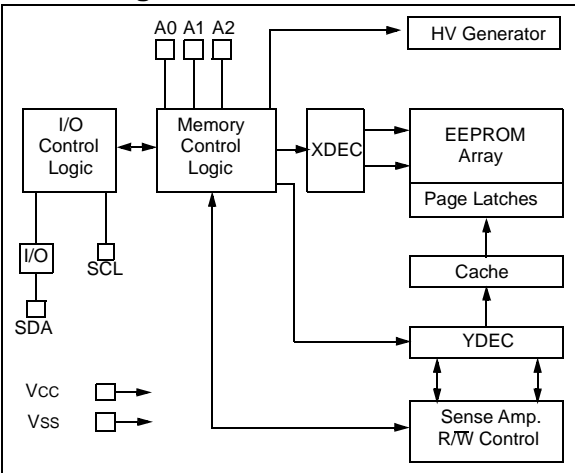 A0 A1 A2
HV Generator
I/O
Control
Logic
Memory
Control
Logic
XDEC
EEPROM
Array
Page Latches
I/O
SCL
SDA
Cache
YDEC
Vcc
Vss
Sense Amp.
R/W̅ Control